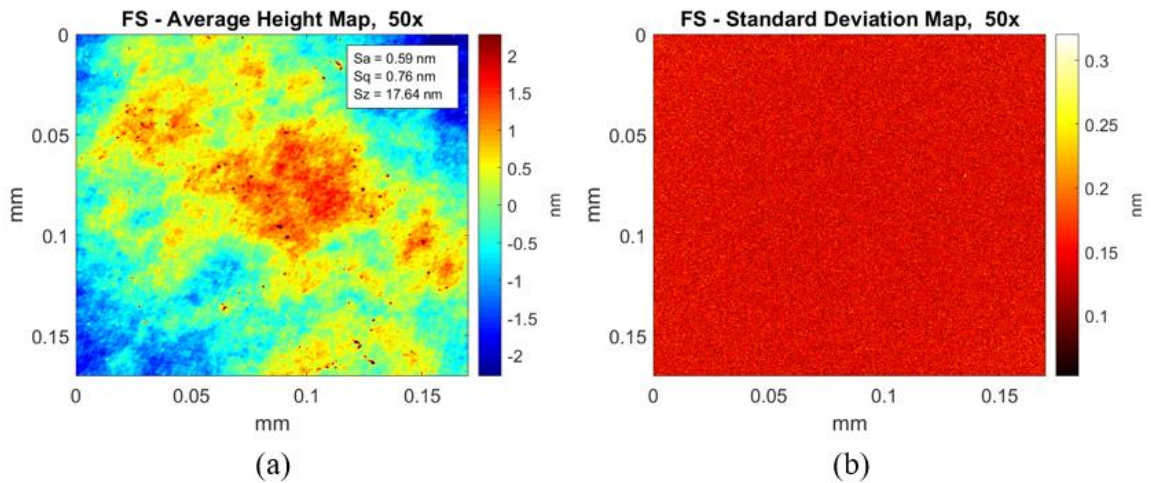 FS - Average Height Map, 50x
0
0.05
0.1
0.15
mm
0
0.05
0.1
0.15
mm
Sa = 0.59 nm
Sq = 0.76 nm
Sz = 17.64 nm
2
1.5
1
0.5
0
-0.5
-1
-1.5
-2
nm
(a)
FS - Standard Deviation Map, 50x
0
0.05
0.1
0.15
mm
0
0.05
0.1
0.15
mm
0.3
0.25
0.2
0.15
0.1
nm
(b)